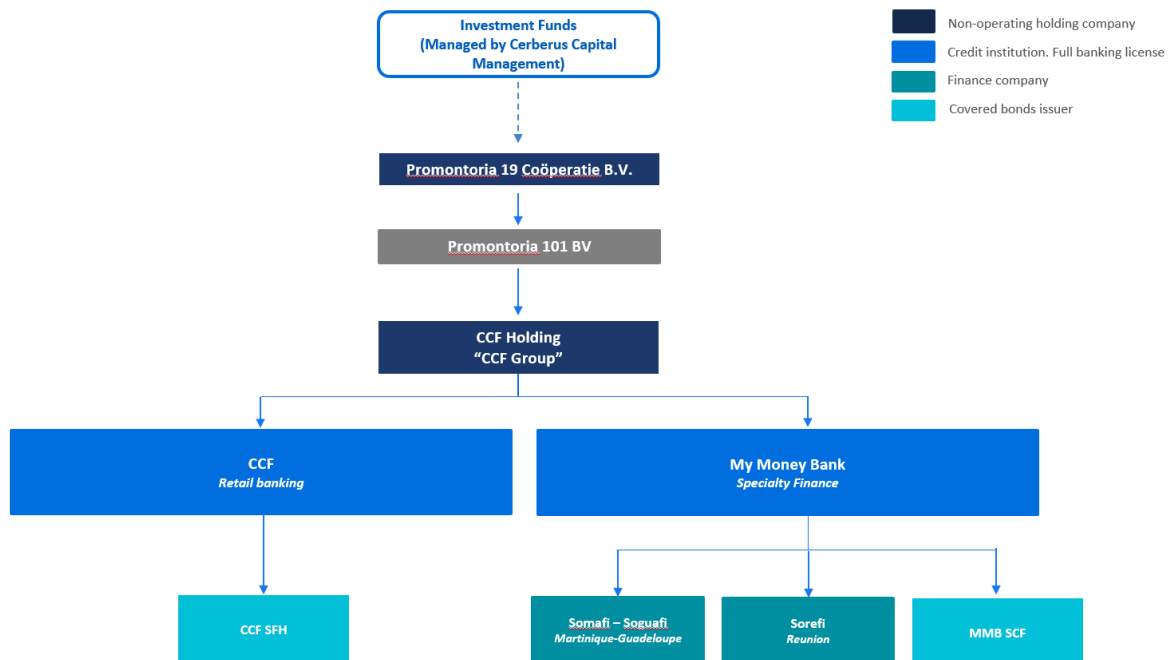 Investment Funds
(Managed by Cerberus Capital
Management)
Non-operating holding company
Credit institution. Full banking license
Finance company
Covered bonds issuer
Promontoria 19 Coöperatie B.V.
Promontoria 101 BV
CCF Holding
“CCF Group”
CCF
Retail banking
My Money Bank
Specialty Finance
CCF SFH
Somafi – Soguafi
Martinique-Guadeloupe
Sorefi
Reunion
MMB SCF